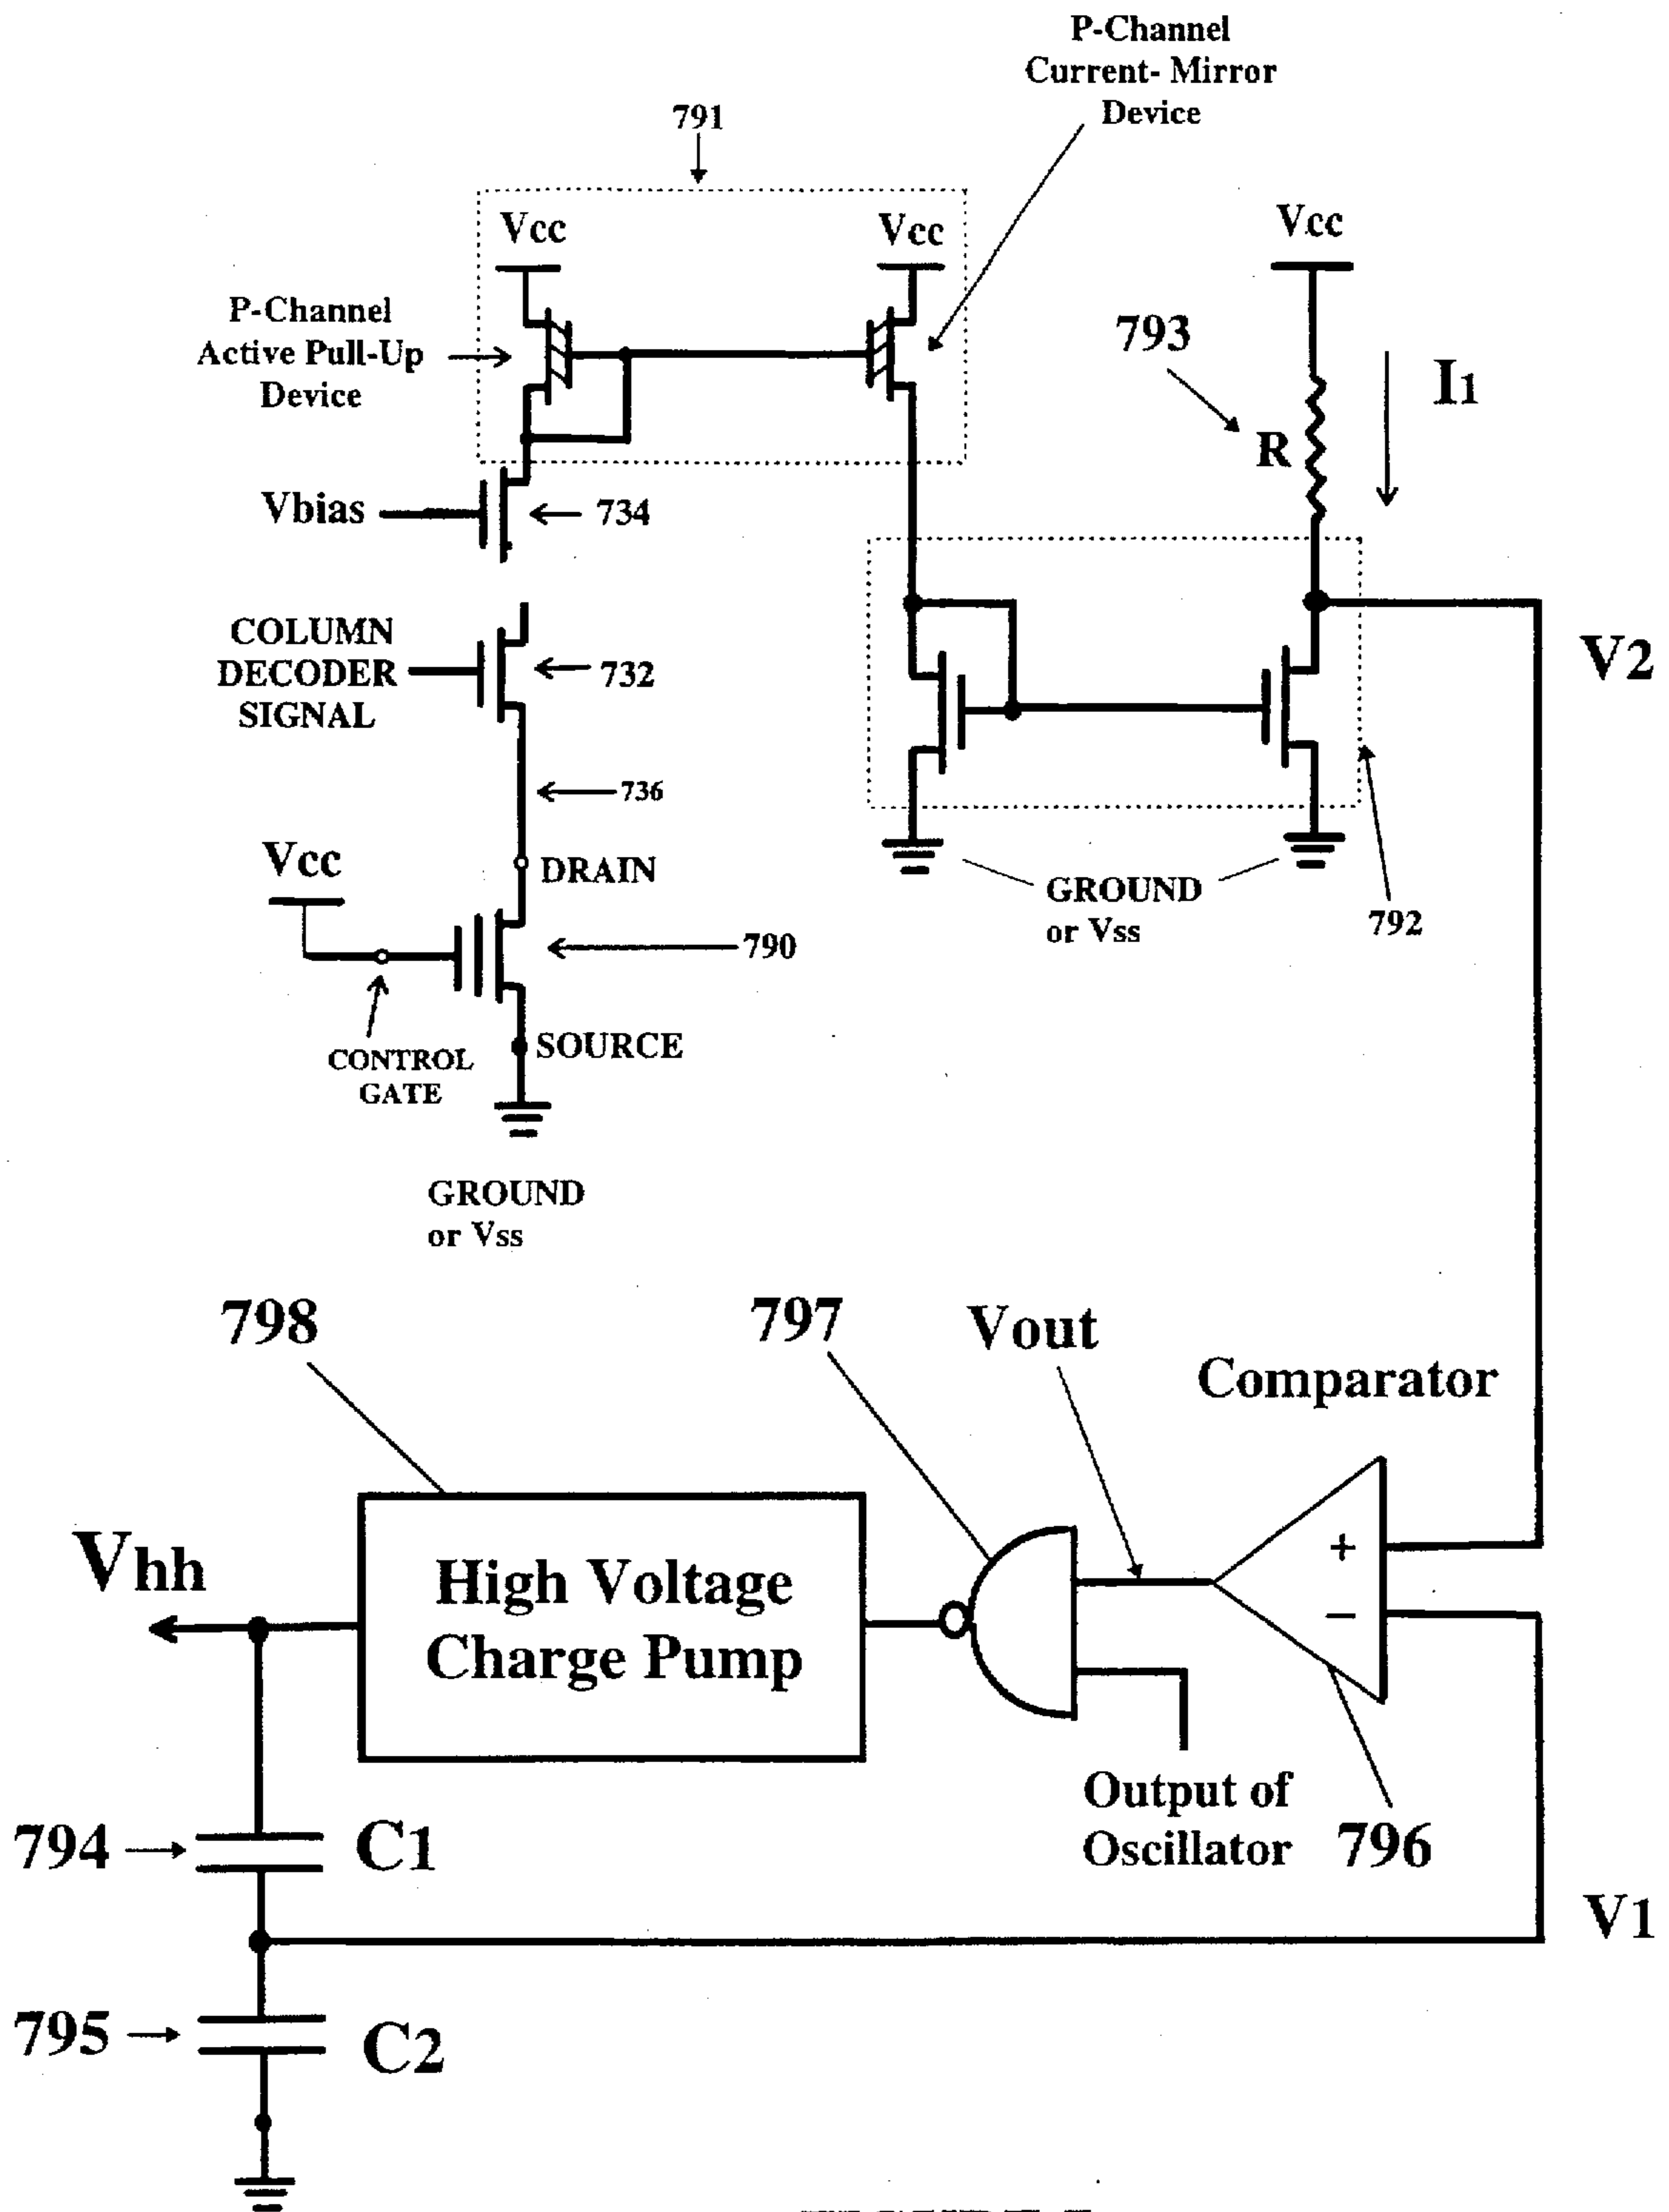 P-Channel
Current- Mirror
Device
791
Vcc
Vcc
Vcc
P-Channel
Active Pull-Up
Device
793
I1
R
Vbias
734
COLUMN
DECODER
SIGNAL
732
V2
736
Vcc
DRAIN
GROUND
or Vss
792
790
CONTROL
GATE
SOURCE
GROUND
or Vss
798
797
Vout
Comparator
Vhh
High Voltage
Charge Pump
+
−
Output of
Oscillator
796
794
C1
V1
795
C2